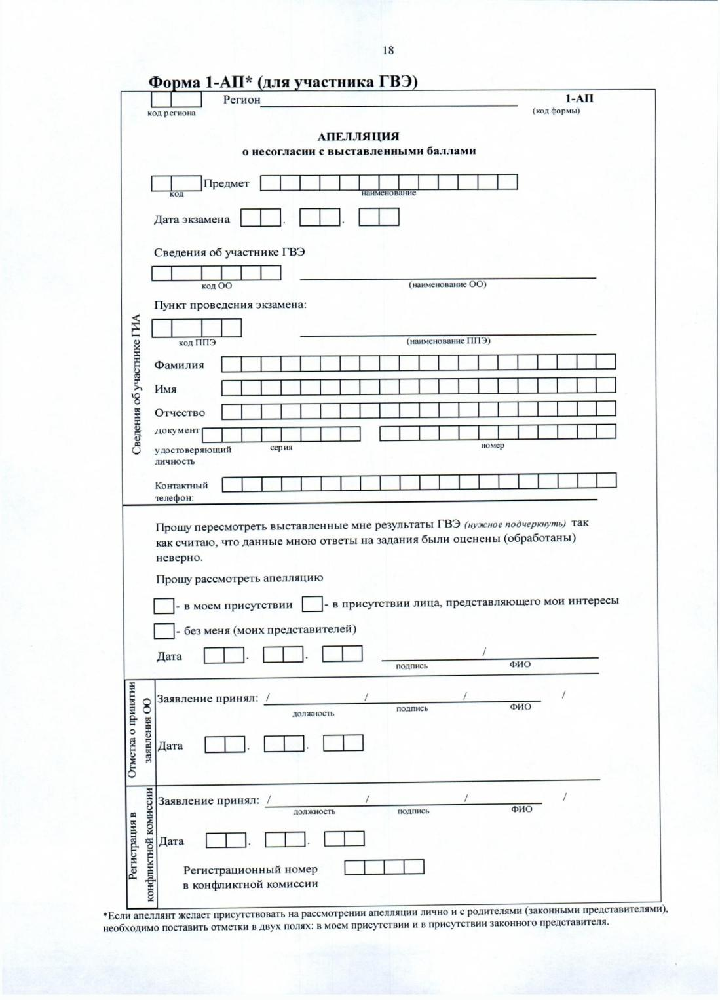 18
Форма 1-АП* (для участника ГВЭ)
Регион 1-АП
код региона (код формы)
АПЕЛЛЯЦИЯ
о несогласии с выставленными баллами
Предмет
код наименование
Дата экзамена . .
Сведения об участнике ГВЭ
код ОО (наименование ОО)
Пункт проведения экзамена:
код ППЭ (наименование ППЭ)
Сведения об участнике ГИА
Фамилия
Имя
Отчество
документ
удостоверяющий серия номер
личность
Контактный
телефон:
Прошу пересмотреть выставленные мне результаты ГВЭ (нужное подчеркнуть) так
как считаю, что данные мною ответы на задания были оценены (обработаны)
неверно.
Прошу рассмотреть апелляцию
- в моем присутствии - в присутствии лица, представляющего мои интересы
- без меня (моих представителей)
Дата . . /
подпись ФИО
Отметка о принятии
заявления ОО
Заявление принял: / / / /
должность подпись ФИО
Дата . .
Регистрация в
конфликтной комиссии
Заявление принял: / / / /
должность подпись ФИО
Дата . .
Регистрационный номер
в конфликтной комиссии
*Если апеллянт желает присутствовать на рассмотрении апелляции лично и с родителями (законными представителями),
необходимо поставить отметки в двух полях: в моем присутствии и в присутствии законного представителя.